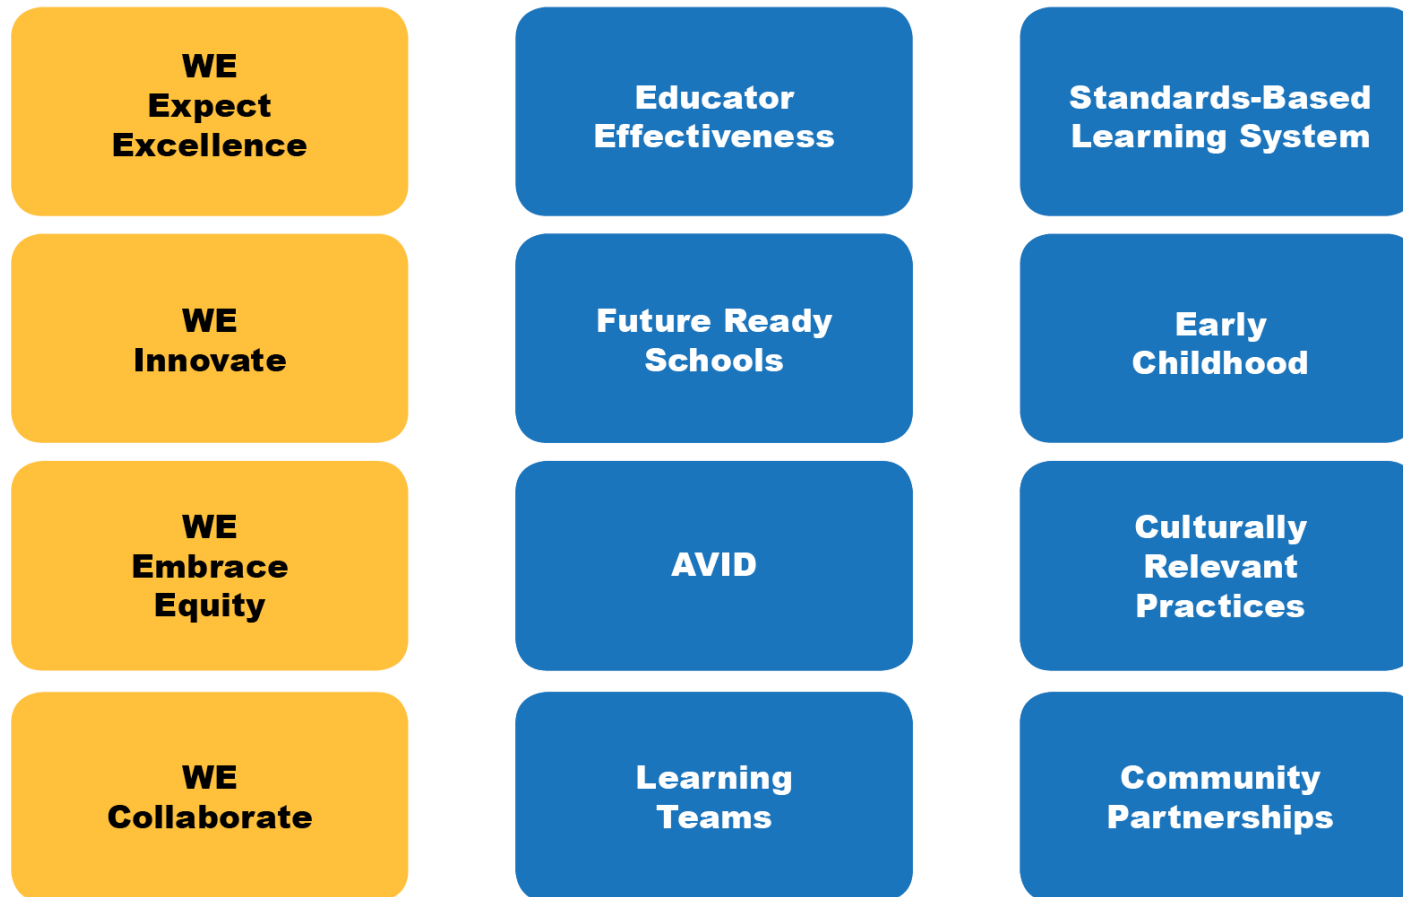 WE
Expect
Excellence
Educator
Effectiveness
Standards-Based
Learning System
WE
Innovate
Future Ready
Schools
Early
Childhood
WE
Embrace
Equity
AVID
Culturally
Relevant
Practices
WE
Collaborate
Learning
Teams
Community
Partnerships